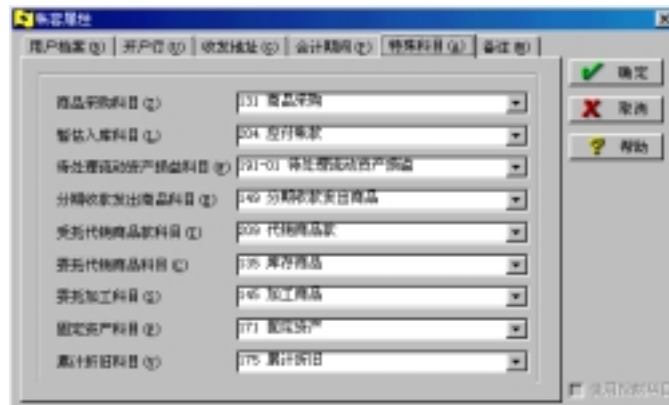 帐套属性
用户档案(B) 开户行(U) 收发地址(S) 会计期间(P) 特殊科目(A) 备注(M)
商品采购科目(Z) 131 商品采购
暂估入库科目(L) 204 应付帐款
待处理流动资产损益科目(W) 191-01 待处理流动资产损益
分期收款发出商品科目 149 分期收款发出商品
受托代销商品款科目(T) 209 代销商品款
委托代销商品科目(C) 135 库存商品
委托加工科目 145 加工商品
固定资产科目 171 固定资产
累计折旧科目 175 累计折旧
确定
取消
帮助